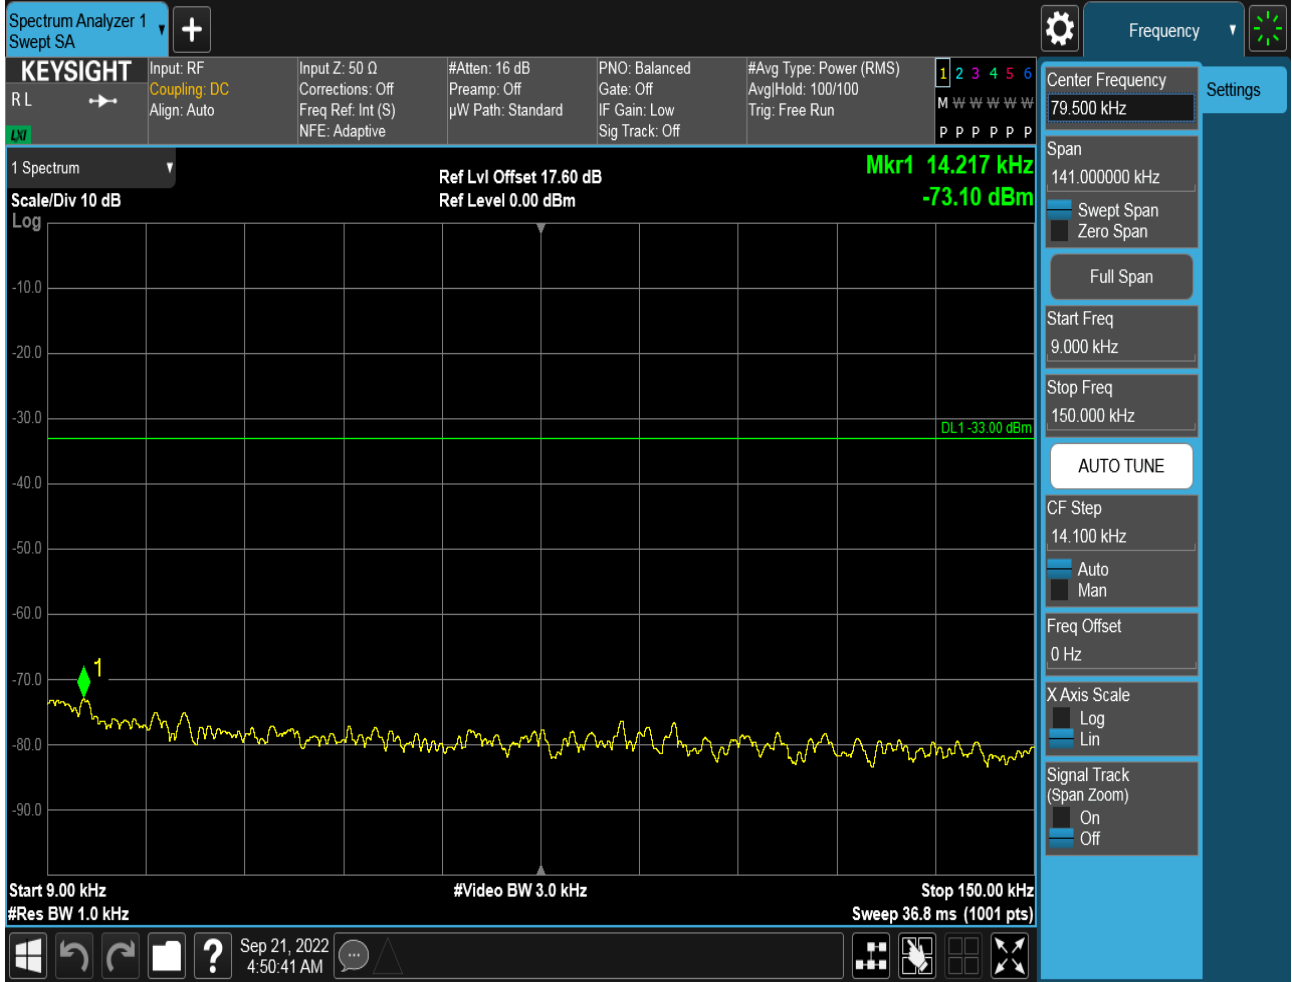 Spectrum Analyzer 1
Swept SA
Frequency
KEYSIGHT
R L
LXI
Input: RF
Coupling: DC
Align: Auto
Input Z: 50 Ω
Corrections: Off
Freq Ref: Int (S)
NFE: Adaptive
#Atten: 16 dB
Preamp: Off
µW Path: Standard
PNO: Balanced
Gate: Off
IF Gain: Low
Sig Track: Off
#Avg Type: Power (RMS)
Avg|Hold: 100/100
Trig: Free Run
1 2 3 4 5 6
M W W W W W
P P P P P P
1 Spectrum
Scale/Div 10 dB
Log
Ref Lvl Offset 17.60 dB
Ref Level 0.00 dBm
Mkr1 14.217 kHz
-73.10 dBm
-10.0
-20.0
-30.0
DL1 -33.00 dBm
-40.0
-50.0
-60.0
1
-70.0
-80.0
-90.0
Start 9.00 kHz
#Res BW 1.0 kHz
#Video BW 3.0 kHz
Stop 150.00 kHz
Sweep 36.8 ms (1001 pts)
Sep 21, 2022
4:50:41 AM
?
Center Frequency
79.500 kHz
Settings
Span
141.000000 kHz
Swept Span
Zero Span
Full Span
Start Freq
9.000 kHz
Stop Freq
150.000 kHz
AUTO TUNE
CF Step
14.100 kHz
Auto
Man
Freq Offset
0 Hz
X Axis Scale
Log
Lin
Signal Track
(Span Zoom)
On
Off